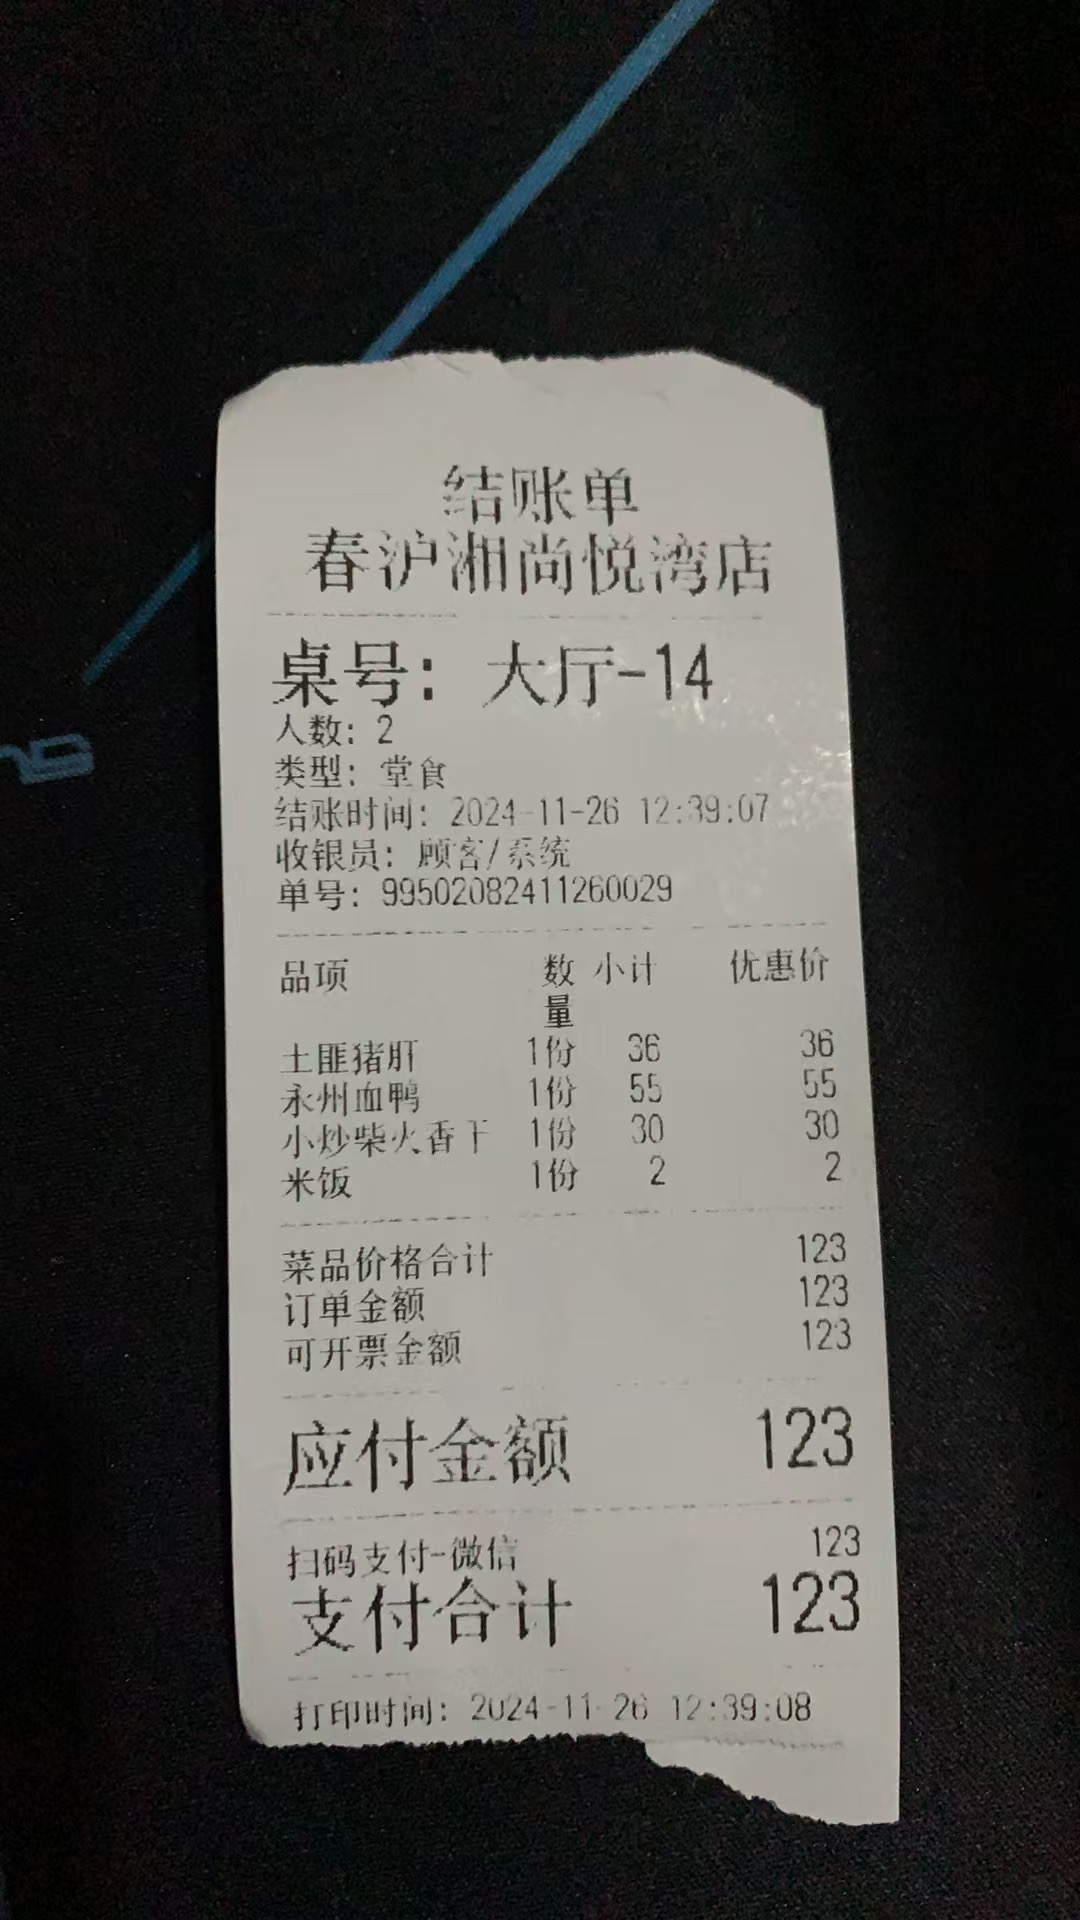 结账单
春沪湘尚悦湾店
桌号：大厅-14
人数：2
类型：堂食
结账时间：2024-11-26 12:39:07
收银员：顾客/系统
单号：99502082411260029
品项 数量 小计 优惠价
土匪猪肝 1份 36 36
永州血鸭 1份 55 55
小炒柴火香干 1份 30 30
米饭 1份 2 2
菜品价格合计 123
订单金额 123
可开票金额 123
应付金额 123
扫码支付-微信 123
支付合计 123
打印时间：2024-11-26 12:39:08